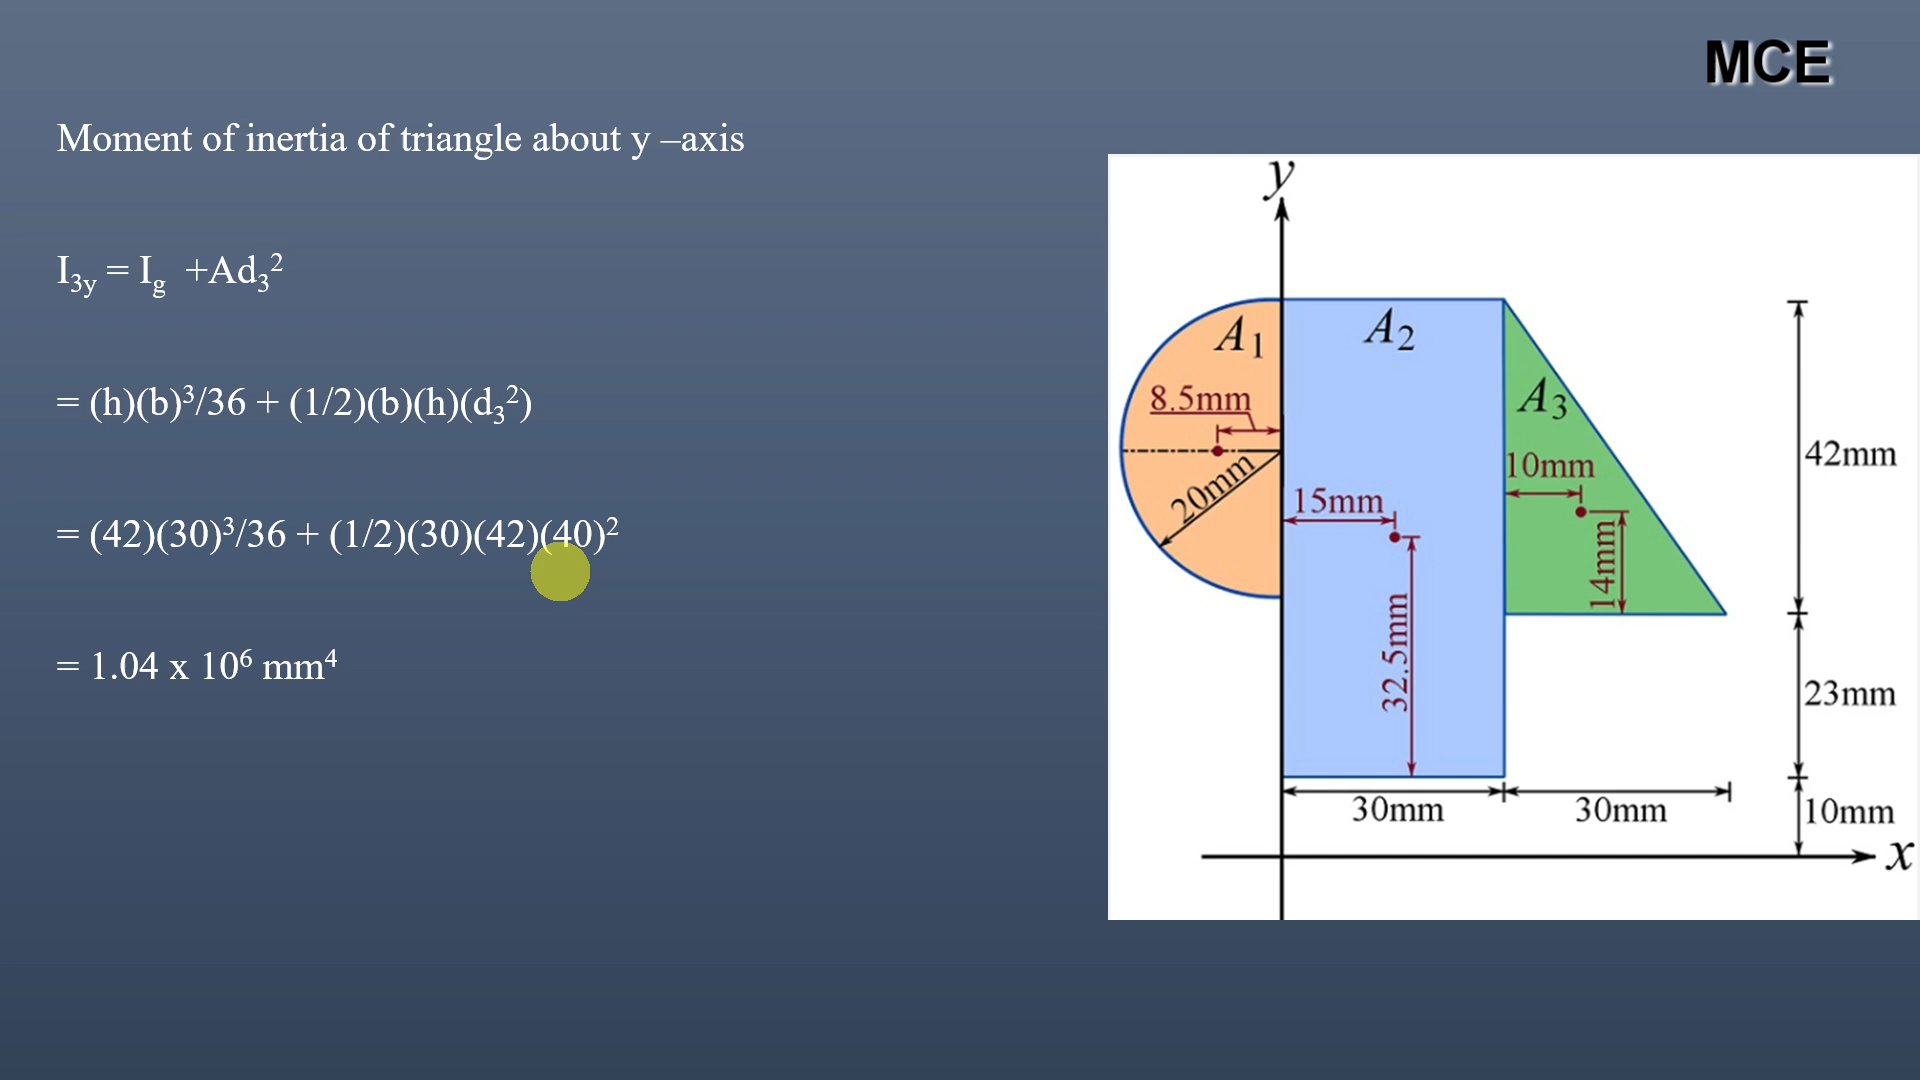 MCE
Moment of inertia of triangle about y –axis
I₃y = Ig +Ad₃²
= (h)(b)³/36 + (1/2)(b)(h)(d₃²)
= (42)(30)³/36 + (1/2)(30)(42)(40)²
= 1.04 x 10⁶ mm⁴
y
A₁
A₂
A₃
8.5mm
20mm
15mm
32.5mm
10mm
14mm
42mm
23mm
30mm
30mm
10mm
x